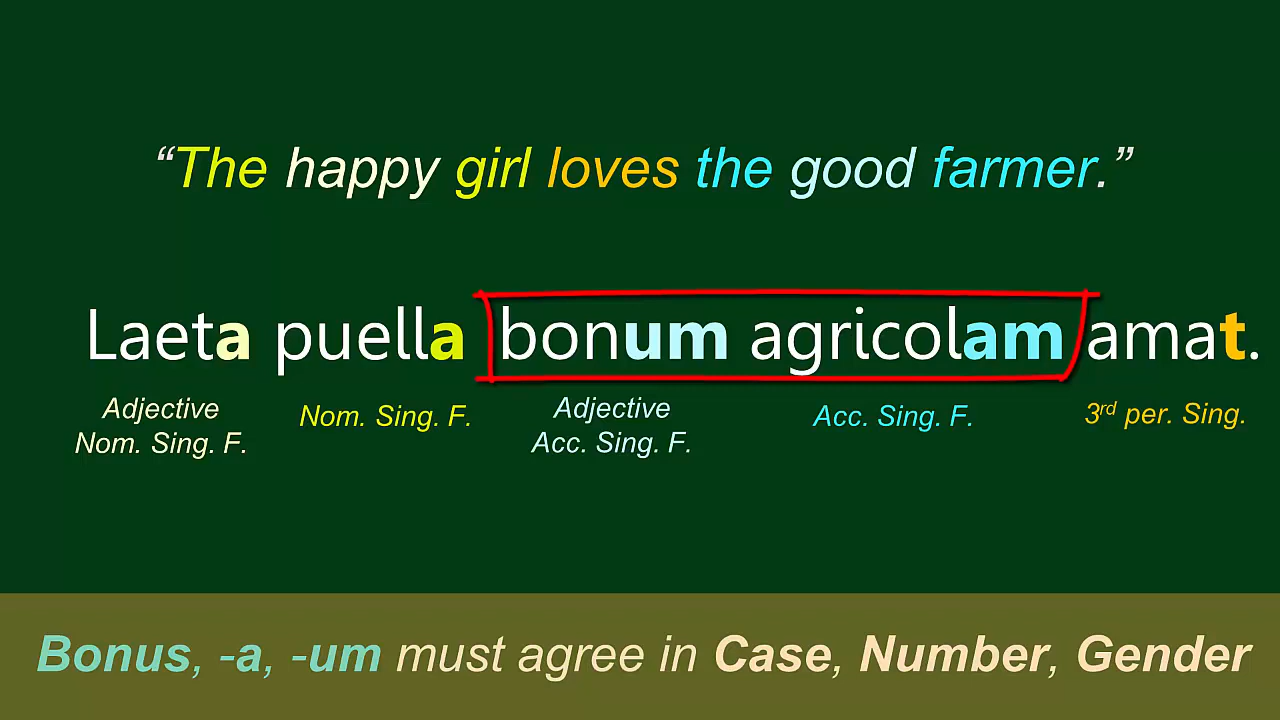 “The happy girl loves the good farmer.”
Laeta puella bonum agricolam amat.
Adjective
Nom. Sing. F.
Nom. Sing. F.
Adjective
Acc. Sing. F.
Acc. Sing. F.
3rd per. Sing.
Bonus, -a, -um must agree in Case, Number, Gender